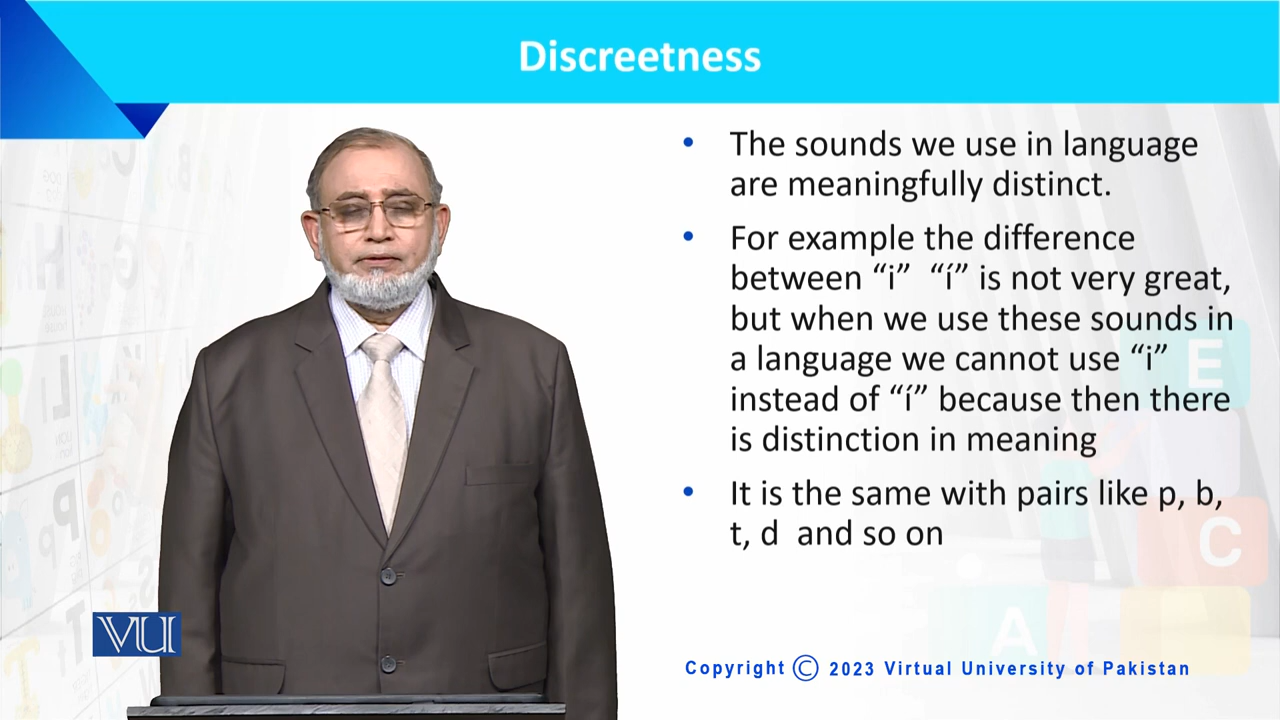 Discreetness
• The sounds we use in language
are meaningfully distinct.
• For example the difference
between “i”  “í” is not very great,
but when we use these sounds in
a language we cannot use “i”
instead of “í” because then there
is distinction in meaning
• It is the same with pairs like p, b,
t, d  and so on
VU
Copyright © 2023 Virtual University of Pakistan